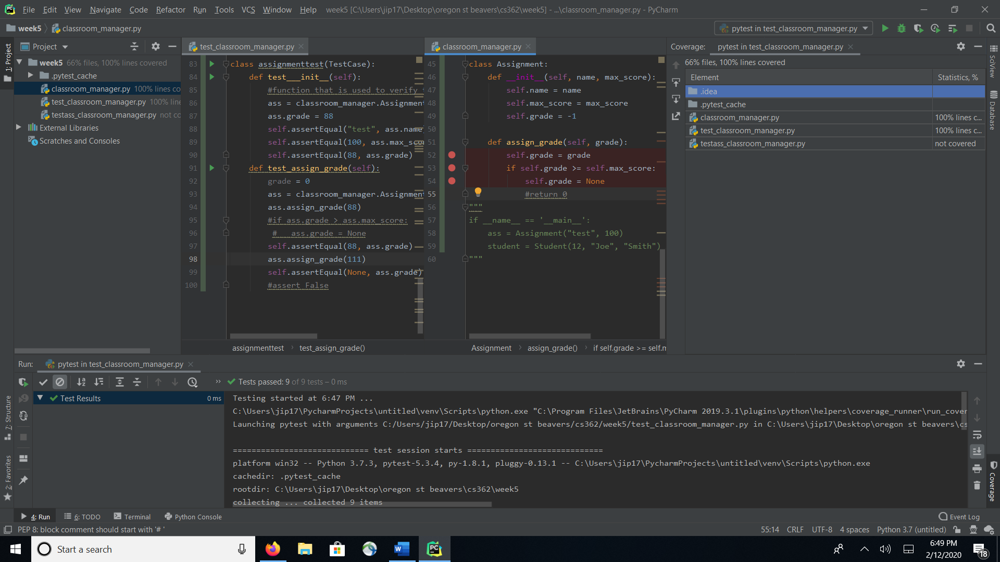 File Edit View Navigate Code Refactor Run Tools VCS Window Help week5 [C:\Users\jip17\Desktop\oregon st beavers\cs362\week5] - ...\classroom_manager.py - PyCharm
week5 classroom_manager.py
pytest in test_classroom_manager.py
1: Project
Project
week5 66% files, 100% lines covered
.pytest_cache
classroom_manager.py 100% lines co
test_classroom_manager.py 100% line
testass_classroom_manager.py not co
External Libraries
Scratches and Consoles
test_classroom_manager.py
83 class assignmenttest(TestCase):
84 def test___init__(self):
85 #function that is used to verify
86 ass = classroom_manager.Assignment
87 ass.grade = 88
88 self.assertEqual("test", ass.name
89 self.assertEqual(100, ass.max_sco
90 self.assertEqual(88, ass.grade)
91 def test_assign_grade(self):
92 grade = 0
93 ass = classroom_manager.Assignment
94 ass.assign_grade(88)
95 #if ass.grade > ass.max_score:
96 # ass.grade = None
97 self.assertEqual(88, ass.grade)
98 ass.assign_grade(111)
99 self.assertEqual(None, ass.grade)
100 #assert False
assignmenttest test_assign_grade()
classroom_manager.py
45 class Assignment:
46 def __init__(self, name, max_score):
47 self.name = name
48 self.max_score = max_score
49 self.grade = -1
50
51 def assign_grade(self, grade):
52 self.grade = grade
53 if self.grade >= self.max_score:
54 self.grade = None
55 #return 0
56 """
57 if __name__ == '__main__':
58 ass = Assignment("test", 100)
59 student = Student(12, "Joe", "Smith")
60 """
Assignment assign_grade() if self.grade >= self.m
Coverage: pytest in test_classroom_manager.py
66% files, 100% lines covered
Element Statistics, %
.idea
.pytest_cache
classroom_manager.py 100% lines c...
test_classroom_manager.py 100% lines c...
testass_classroom_manager.py not covered
SciView
Database
Run: pytest in test_classroom_manager.py
Tests passed: 9 of 9 tests – 0 ms
Test Results 0 ms
Testing started at 6:47 PM ...
C:\Users\jip17\PycharmProjects\untitled\venv\Scripts\python.exe "C:\Program Files\JetBrains\PyCharm 2019.3.1\plugins\python\helpers\coverage_runner\run_cover
Launching pytest with arguments C:/Users/jip17/Desktop/oregon st beavers/cs362/week5/test_classroom_manager.py in C:\Users\jip17\Desktop\oregon st beavers\cs
============================= test session starts =============================
platform win32 -- Python 3.7.3, pytest-5.3.4, py-1.8.1, pluggy-0.13.1 -- C:\Users\jip17\PycharmProjects\untitled\venv\Scripts\python.exe
cachedir: .pytest_cache
rootdir: C:\Users\jip17\Desktop\oregon st beavers\cs362\week5
collecting ... collected 9 items
7: Structure
2: Favorites
Coverage
4: Run 6: TODO Terminal Python Console Event Log
PEP 8: block comment should start with '# ' 55:14 CRLF UTF-8 4 spaces Python 3.7 (untitled)
Start a search
6:49 PM
2/12/2020
18